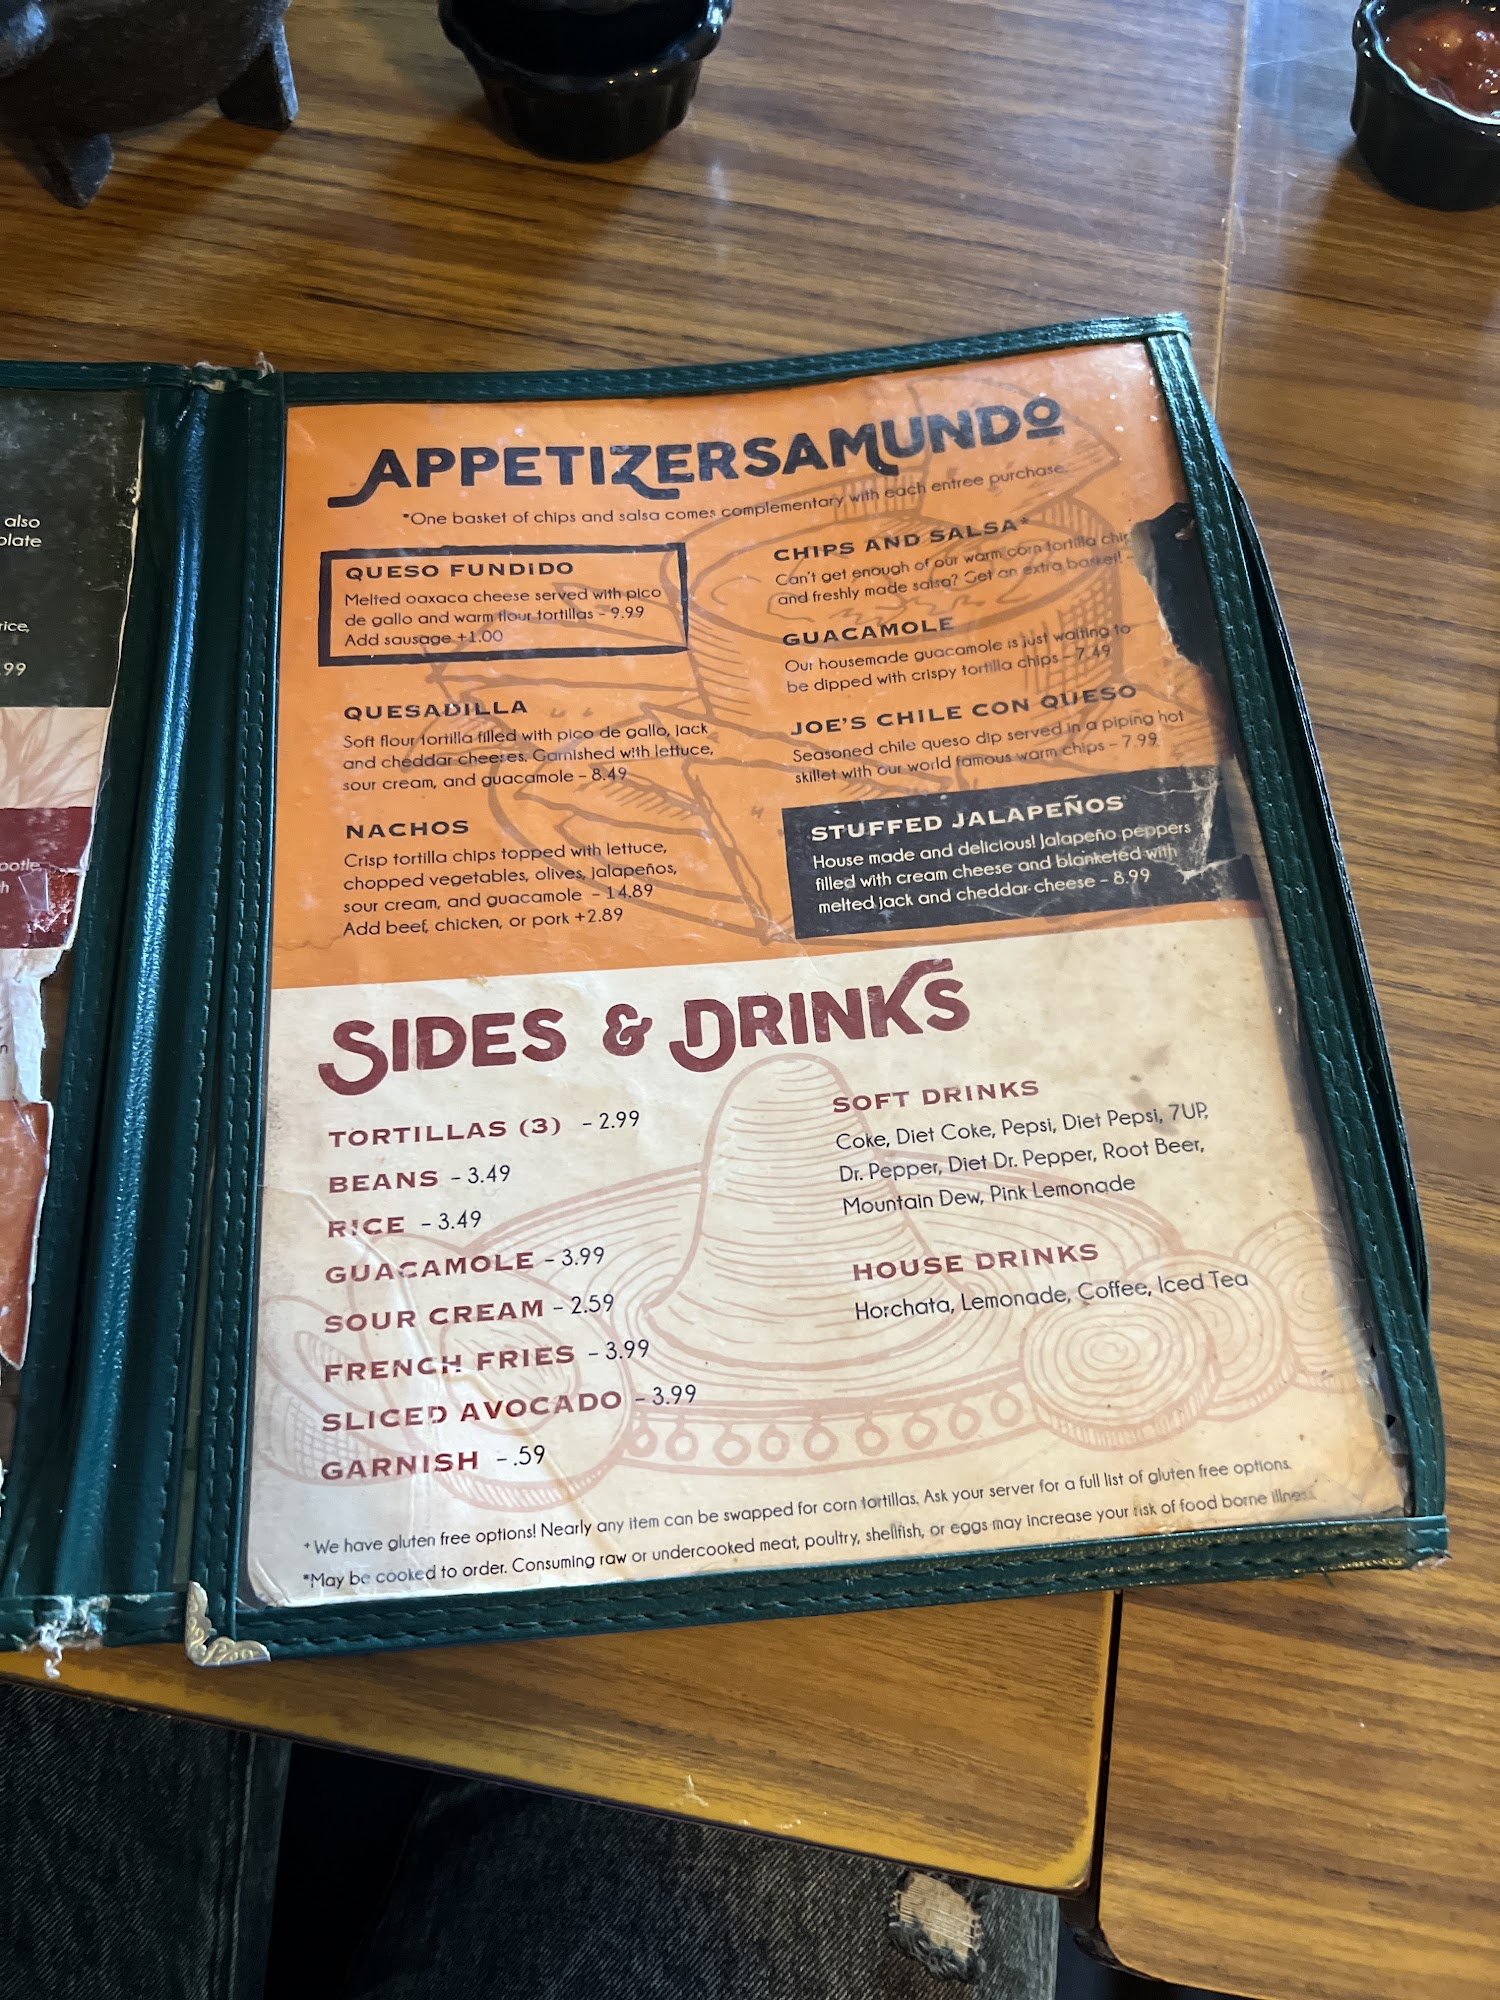 also
olate
rice,
.99
potle,
APPETIZERSAMUNDO
*One basket of chips and salsa comes complementary with each entree purchase.
QUESO FUNDIDO
Melted oaxaca cheese served with pico
de gallo and warm flour tortillas – 9.99
Add sausage +1.00
QUESADILLA
Soft flour tortilla filled with pico de gallo, Jack
and cheddar cheeses. Garnished with lettuce,
sour cream, and guacamole – 8.49
NACHOS
Crisp tortilla chips topped with lettuce,
chopped vegetables, olives, jalapeños,
sour cream, and guacamole – 14.89
Add beef, chicken, or pork +2.89
CHIPS AND SALSA*
Can't get enough of our warm corn tortilla chip
and freshly made salsa? Get an extra basket! –
GUACAMOLE
Our housemade guacamole is just waiting to
be dipped with crispy tortilla chips – 7.49
JOE'S CHILE CON QUESO
Seasoned chile queso dip served in a piping hot
skillet with our world famous warm chips – 7.99
STUFFED JALAPEÑOS
House made and delicious! Jalapeño peppers
filled with cream cheese and blanketed with
melted jack and cheddar cheese – 8.99
SIDES & DRINKS
TORTILLAS (3) – 2.99
BEANS – 3.49
RICE – 3.49
GUACAMOLE – 3.99
SOUR CREAM – 2.59
FRENCH FRIES – 3.99
SLICED AVOCADO – 3.99
GARNISH – .59
SOFT DRINKS
Coke, Diet Coke, Pepsi, Diet Pepsi, 7UP,
Dr. Pepper, Diet Dr. Pepper, Root Beer,
Mountain Dew, Pink Lemonade
HOUSE DRINKS
Horchata, Lemonade, Coffee, Iced Tea
+ We have gluten free options! Nearly any item can be swapped for corn tortillas. Ask your server for a full list of gluten free options.
*May be cooked to order. Consuming raw or undercooked meat, poultry, shellfish, or eggs may increase your risk of food borne illness.